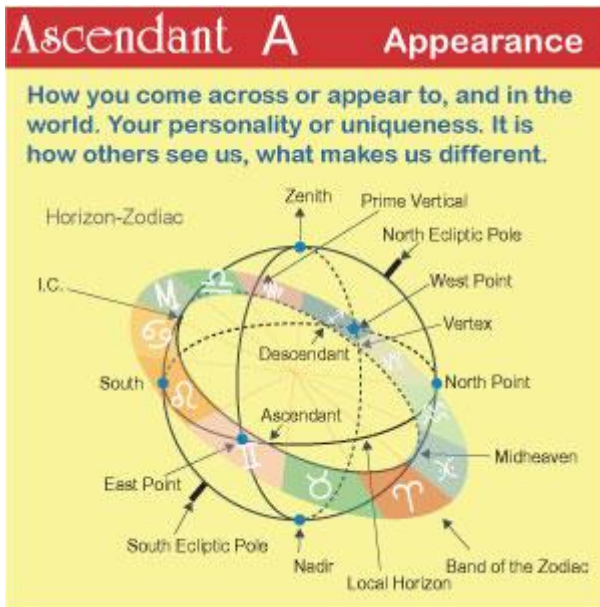 Ascendant A Appearance
How you come across or appear to, and in the
world. Your personality or uniqueness. It is
how others see us, what makes us different.
Zenith
Prime Vertical
Horizon-Zodiac
North Ecliptic Pole
I.C.
West Point
Vertex
Descendant
South
North Point
Ascendant
Midheaven
East Point
South Ecliptic Pole
Nadir
Band of the Zodiac
Local Horizon